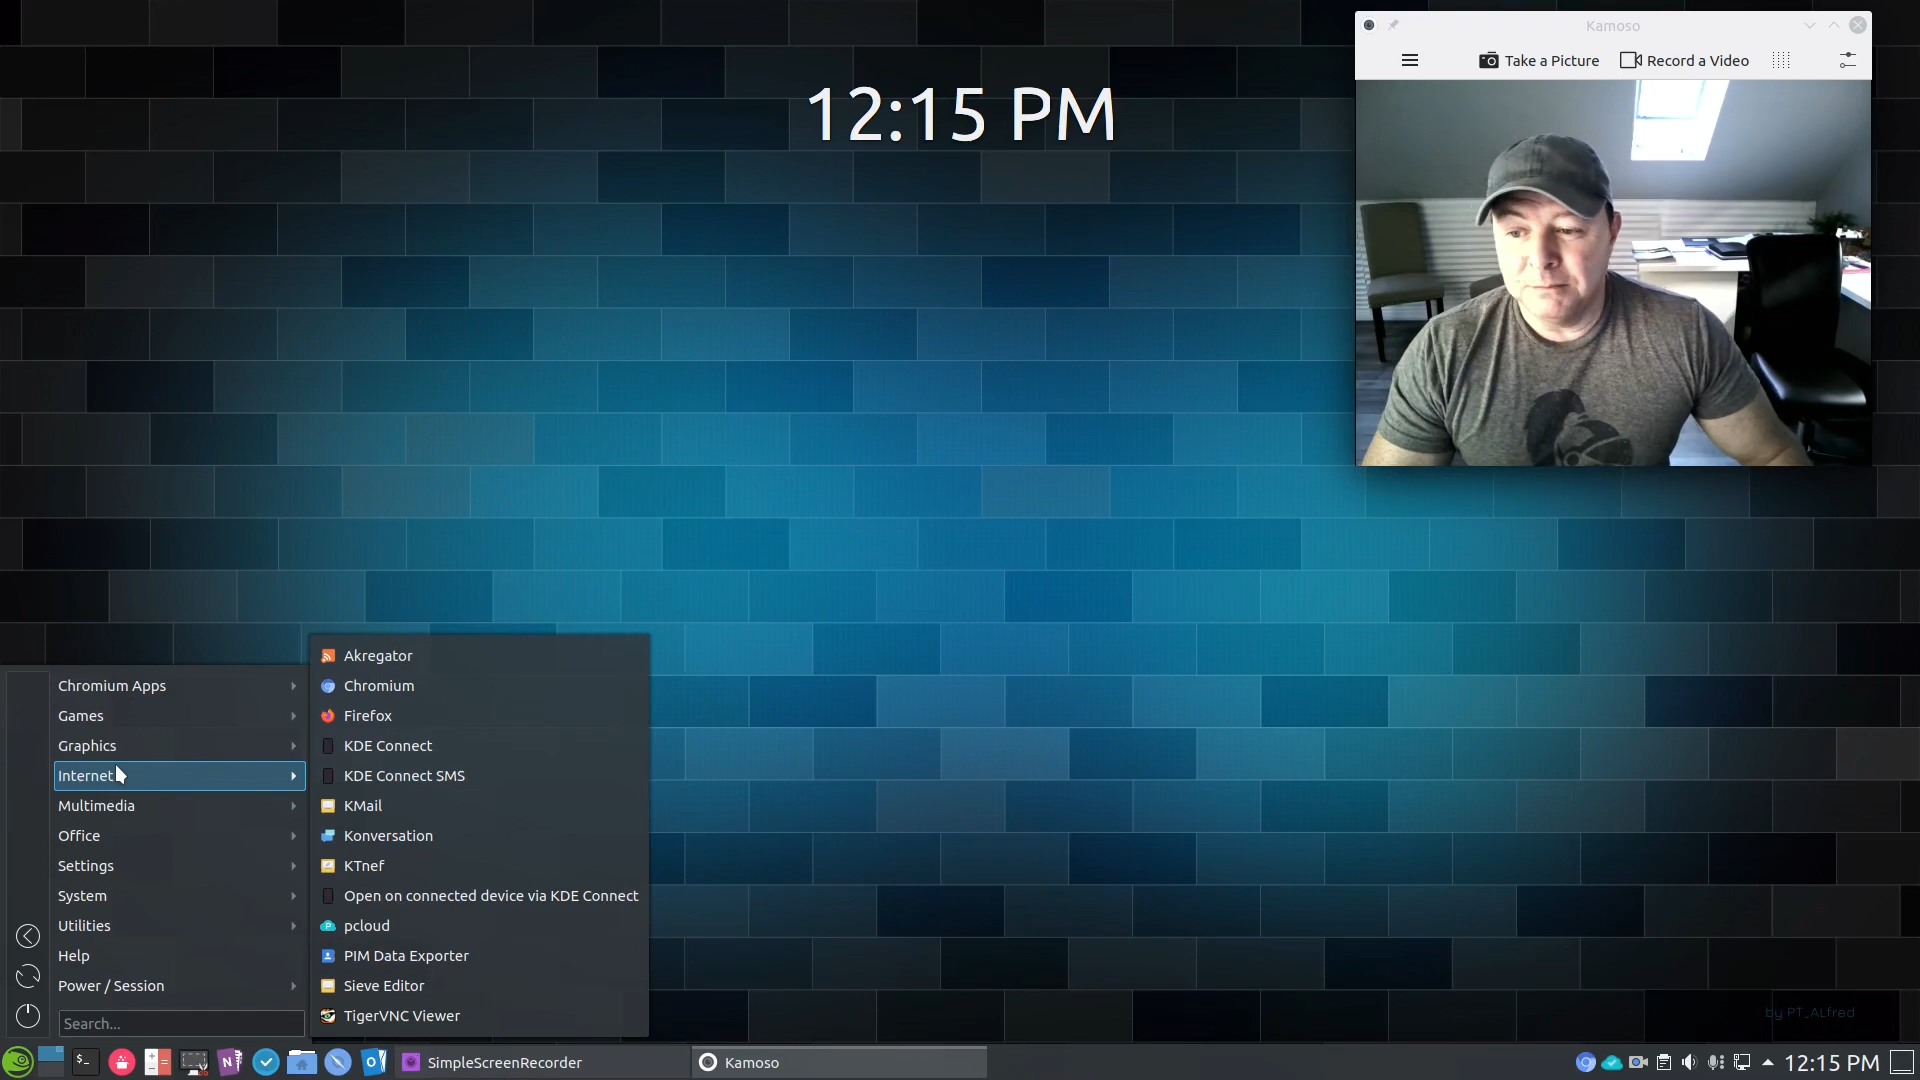 Kamoso
Take a Picture
Record a Video
12:15 PM
Akregator
Chromium
Firefox
KDE Connect
KDE Connect SMS
KMail
Konversation
KTnef
Open on connected device via KDE Connect
pcloud
PIM Data Exporter
Sieve Editor
TigerVNC Viewer
Chromium Apps
Games
Graphics
Internet
Multimedia
Office
Settings
System
Utilities
Help
Power / Session
Search...
by PT_ALfred
SimpleScreenRecorder
Kamoso
12:15 PM